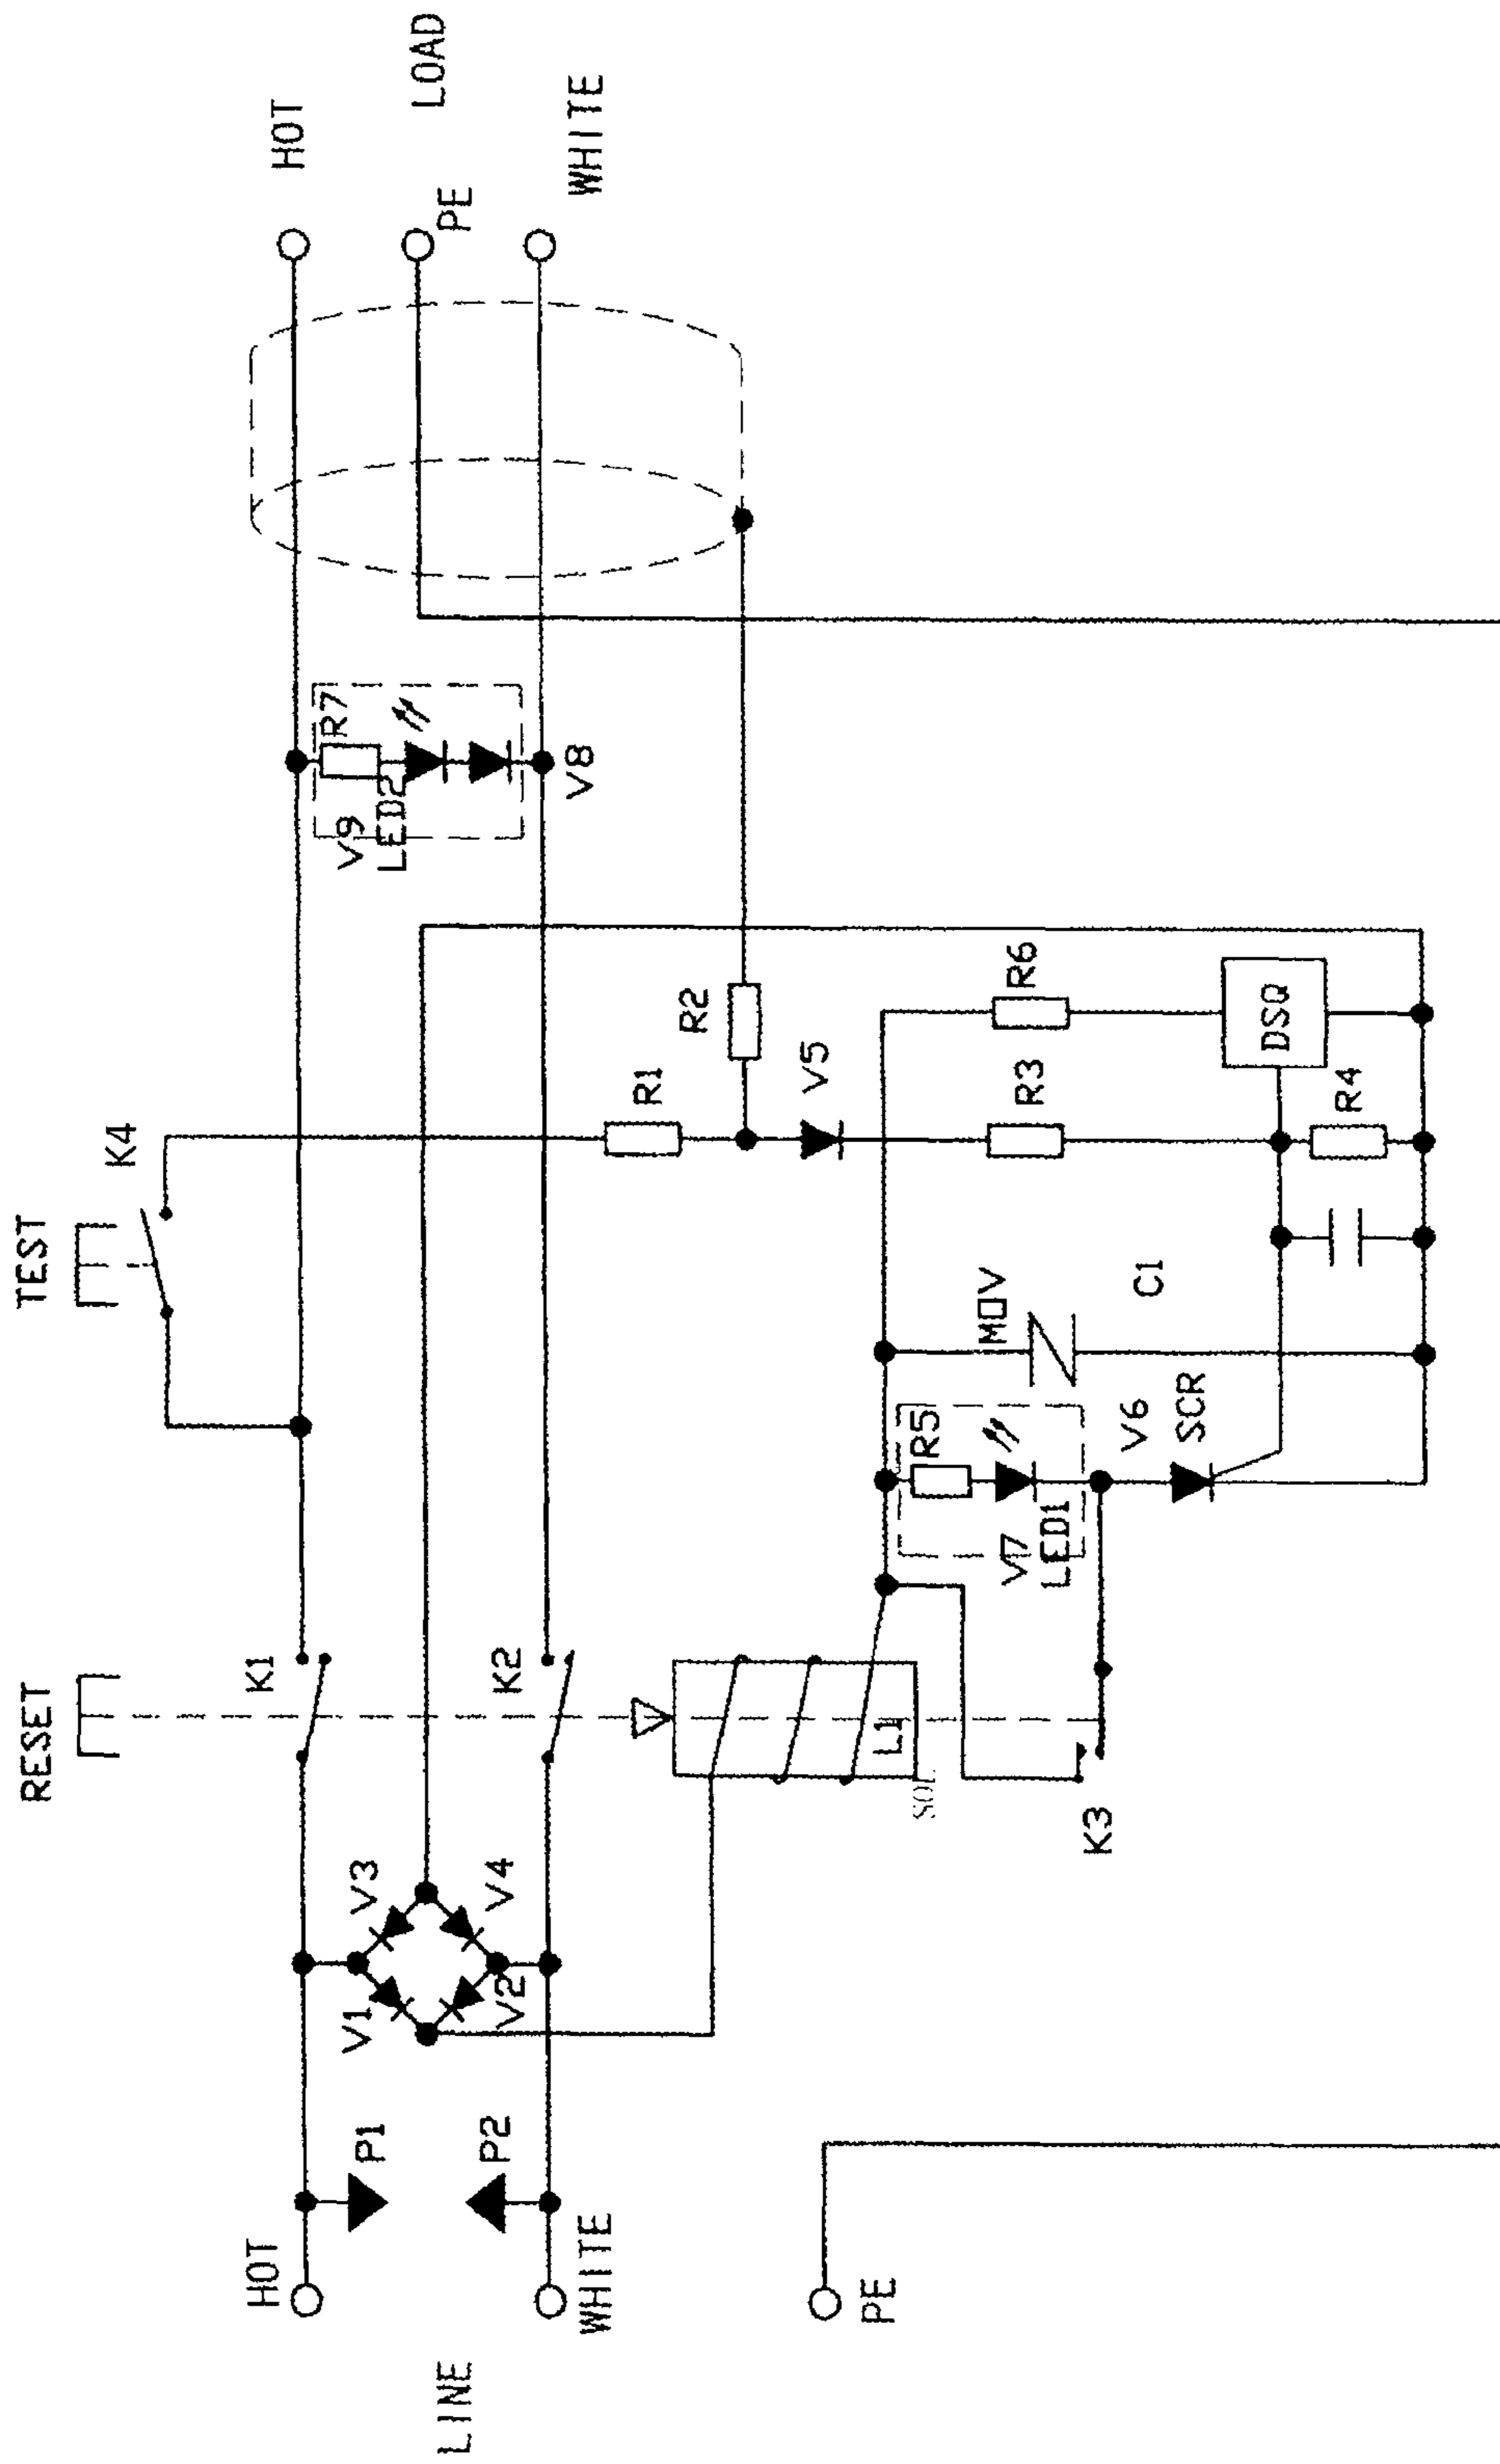 TEST
RESET
K4
K1
K2
HOT
LOAD
PE
WHITE
R7
V9
LED2
V8
R1
R2
V5
R6
R3
DSQ
R4
MOV
C1
R5
V7
LED1
V6
SCR
L1
SOL
K3
V3
V4
V1
V2
P1
P2
HOT
WHITE
LINE
PE